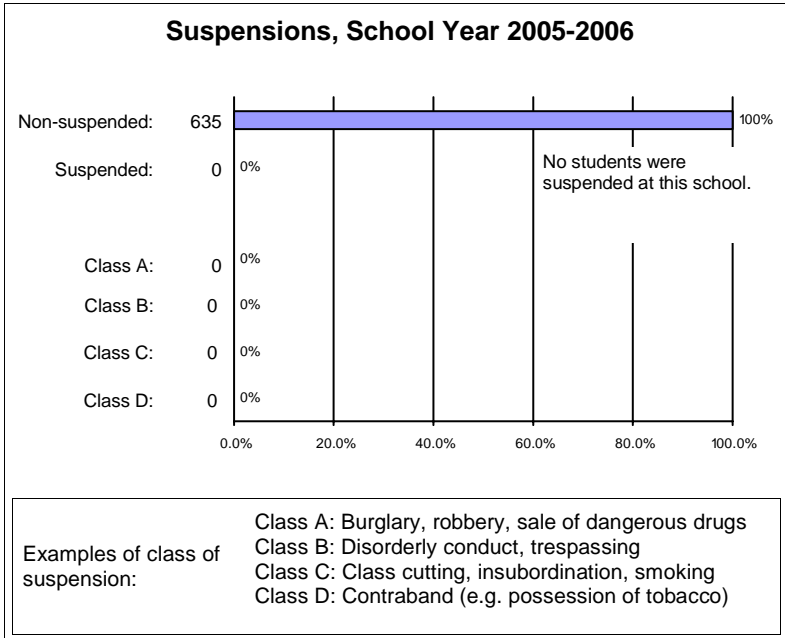 Suspensions, School Year 2005-2006
Non-suspended: 635 100%
Suspended: 0 0%
No students were
suspended at this school.
Class A: 0 0%
Class B: 0 0%
Class C: 0 0%
Class D: 0 0%
0.0% 20.0% 40.0% 60.0% 80.0% 100.0%
Examples of class of
suspension:
Class A: Burglary, robbery, sale of dangerous drugs
Class B: Disorderly conduct, trespassing
Class C: Class cutting, insubordination, smoking
Class D: Contraband (e.g. possession of tobacco)